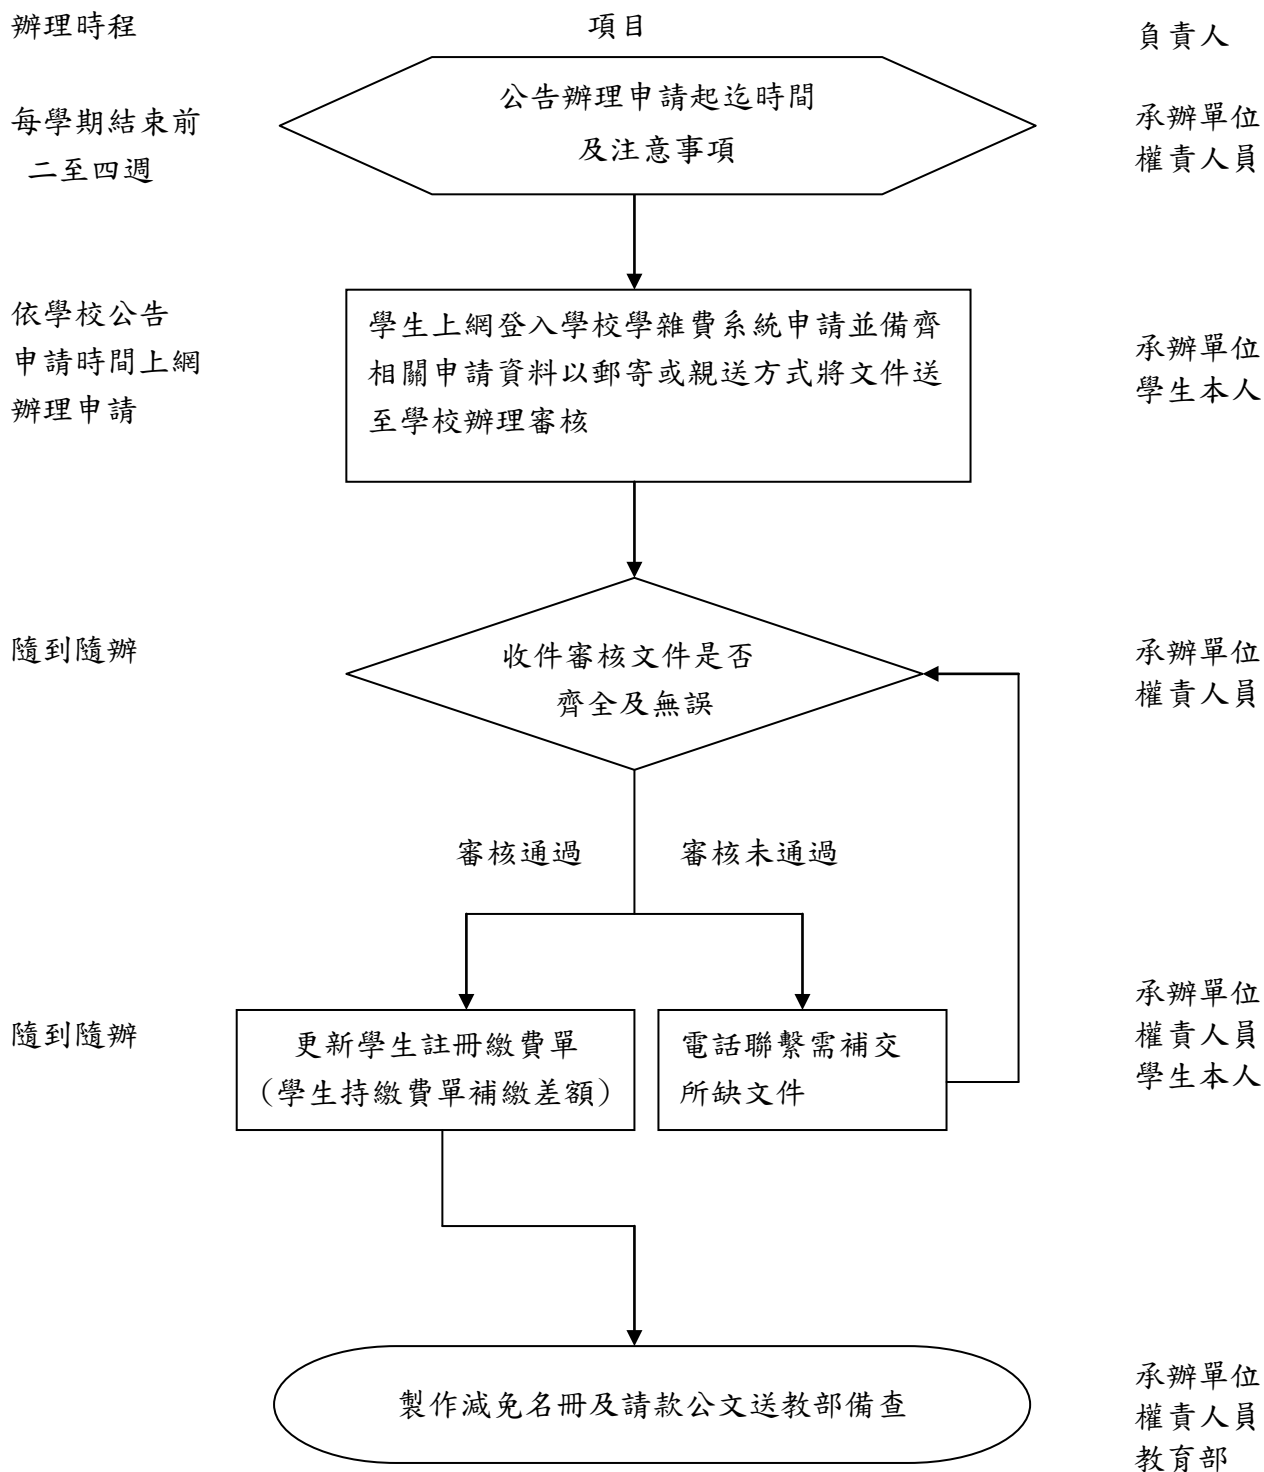 辦理時程
項目
負責人
每學期結束前
二至四週
公告辦理申請起迄時間
及注意事項
承辦單位
權責人員
依學校公告
申請時間上網
辦理申請
學生上網登入學校學雜費系統申請並備齊
相關申請資料以郵寄或親送方式將文件送
至學校辦理審核
承辦單位
學生本人
隨到隨辦
收件審核文件是否
齊全及無誤
承辦單位
權責人員
審核通過
審核未通過
隨到隨辦
更新學生註冊繳費單
(學生持繳費單補繳差額)
電話聯繫需補交
所缺文件
承辦單位
權責人員
學生本人
製作減免名冊及請款公文送教部備查
承辦單位
權責人員
教育部